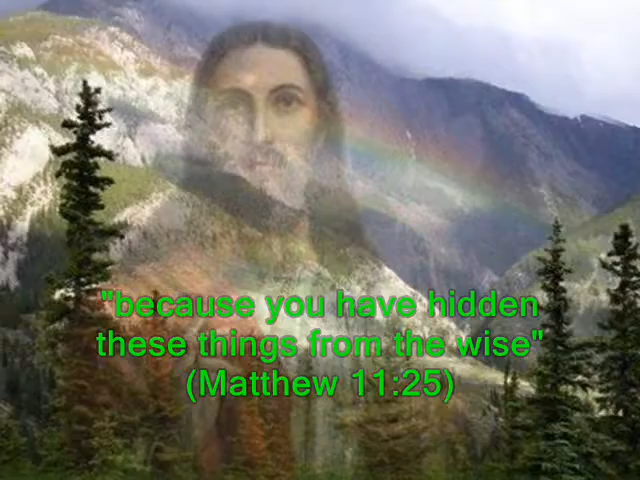 "because you have hidden
these things from the wise"
(Matthew 11:25)